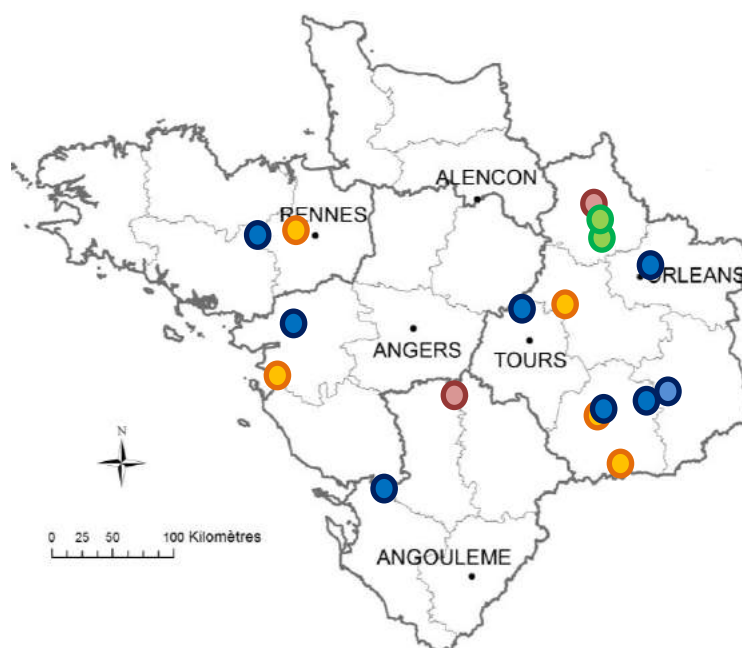 ALENCON
RENNES
ORLEANS
ANGERS
TOURS
N
0 25 50 100 Kilomètres
ANGOULEME